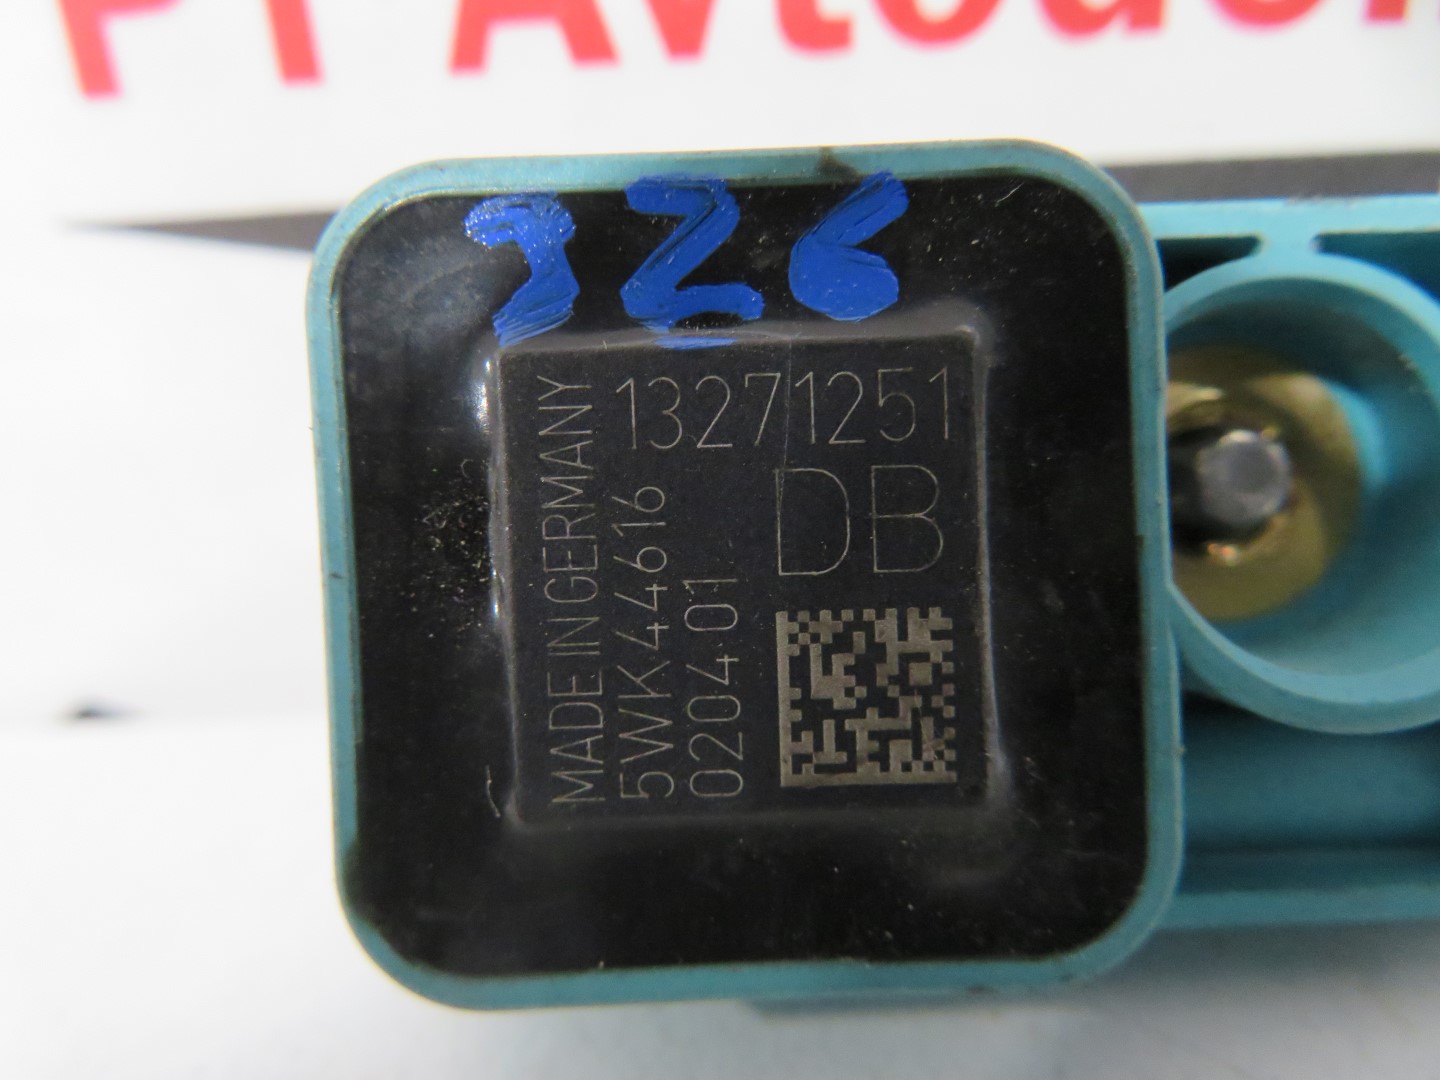 326
13271251
DB
MADE IN GERMANY
5WK44616
020401